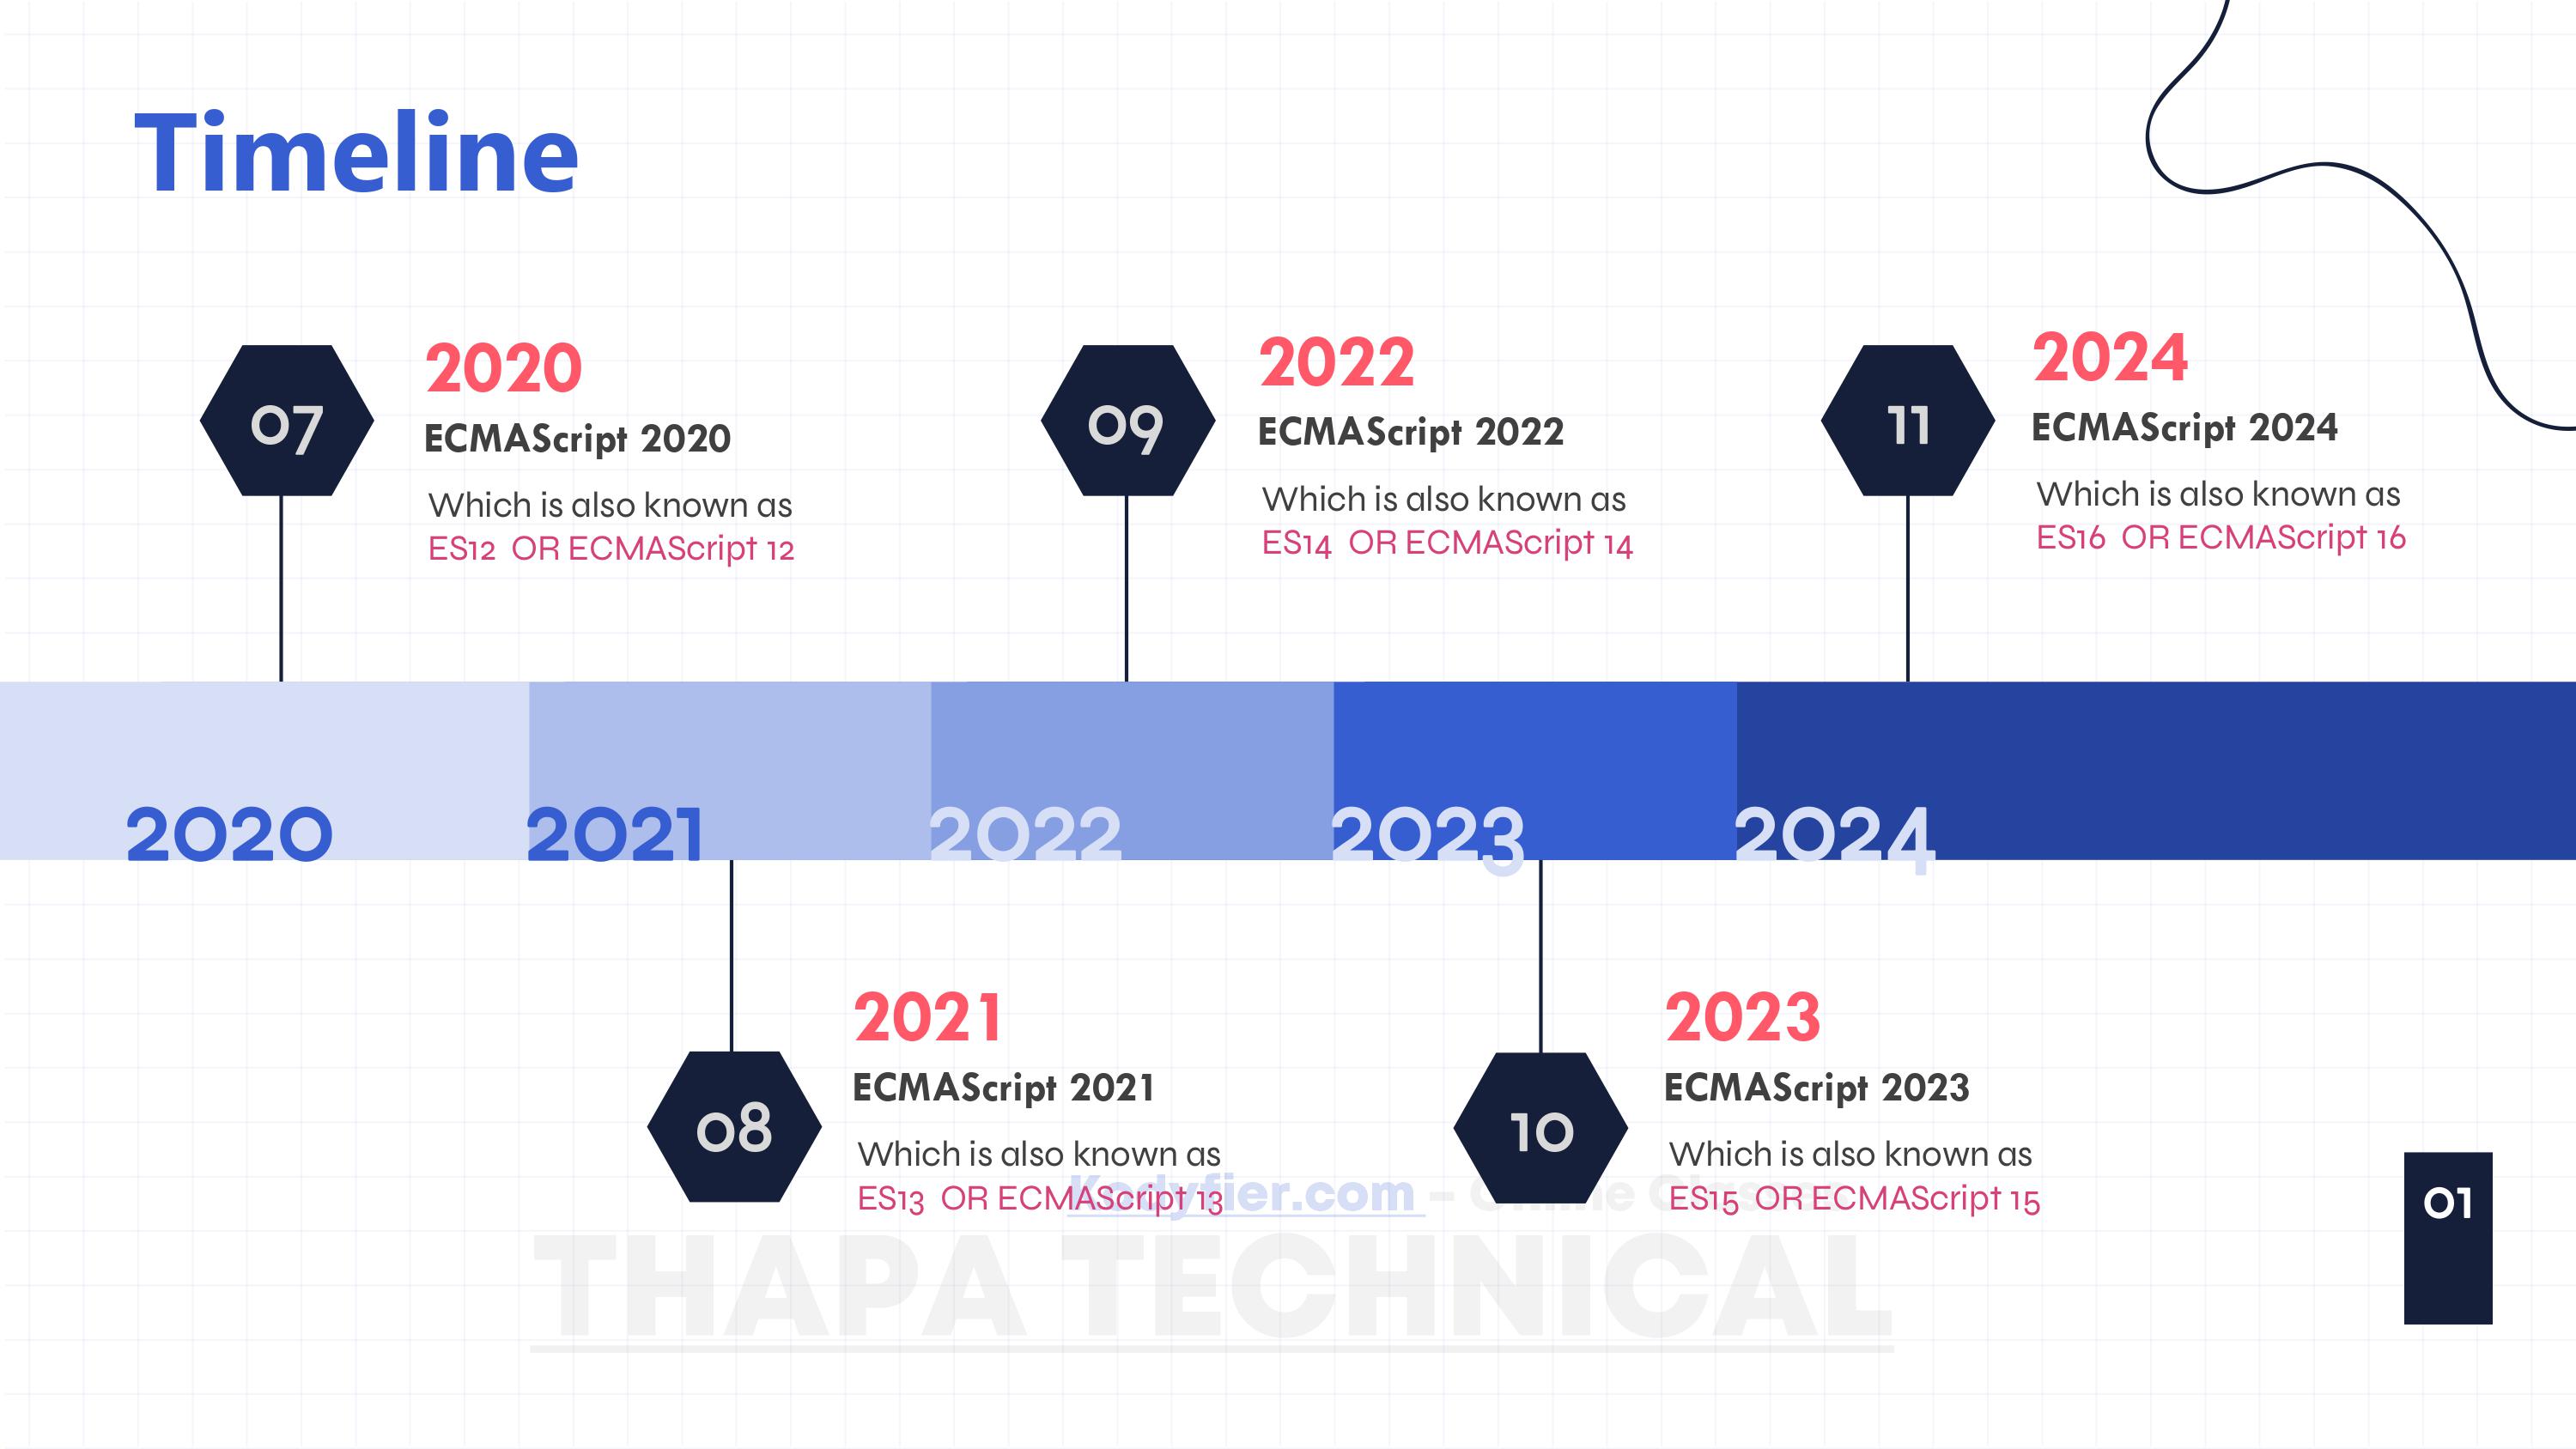 Timeline
07
2020
ECMAScript 2020
Which is also known as
ES12 OR ECMAScript 12
09
2022
ECMAScript 2022
Which is also known as
ES14 OR ECMAScript 14
11
2024
ECMAScript 2024
Which is also known as
ES16 OR ECMAScript 16
2020
2021
2022
2023
2024
08
2021
ECMAScript 2021
Which is also known as
ES13 OR ECMAScript 13
10
2023
ECMAScript 2023
Which is also known as
ES15 OR ECMAScript 15
Kodyfier.com –
THAPA TECHNICAL
01